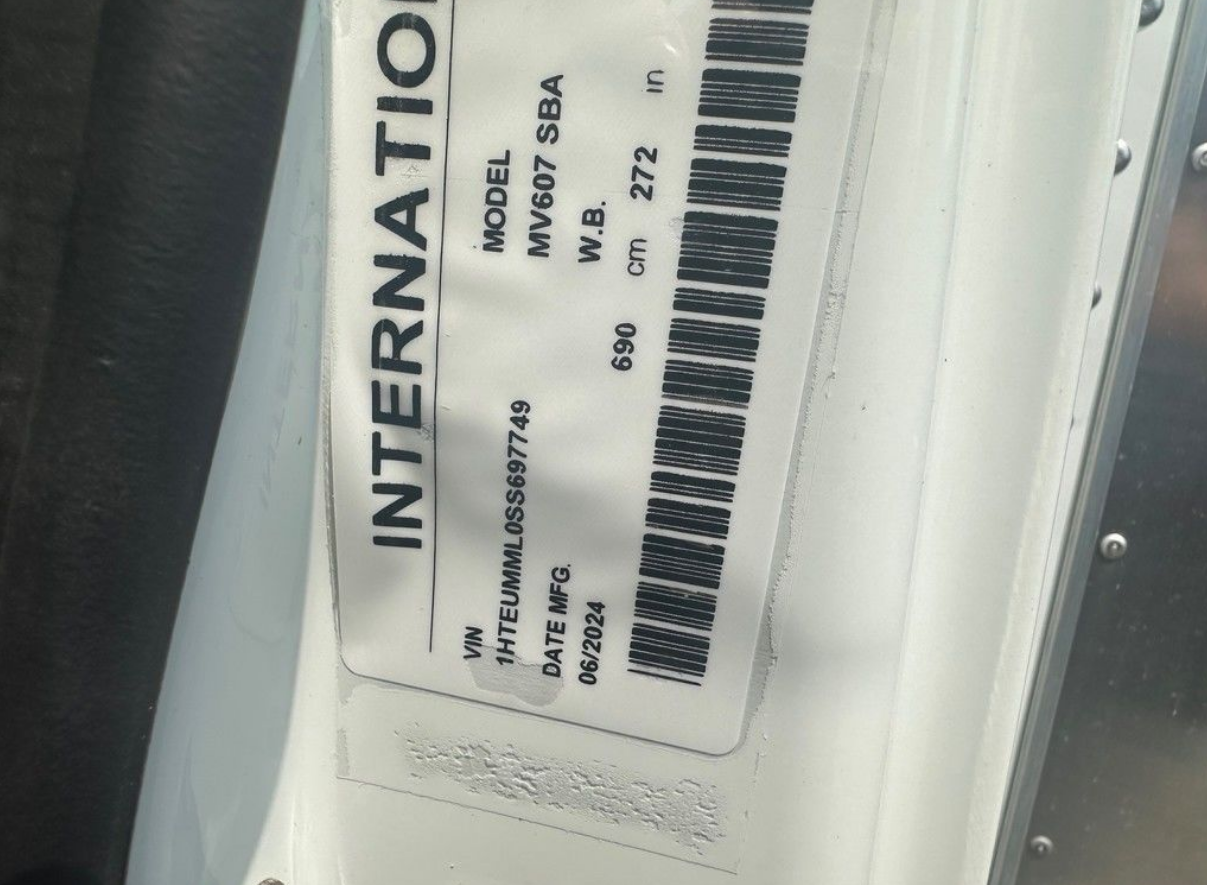 INTERNATIO
VIN
1HTEUMML0SS697749
MODEL
DATE MFG.
MV607 SBA
06/2024
W.B.
690 cm 272 in